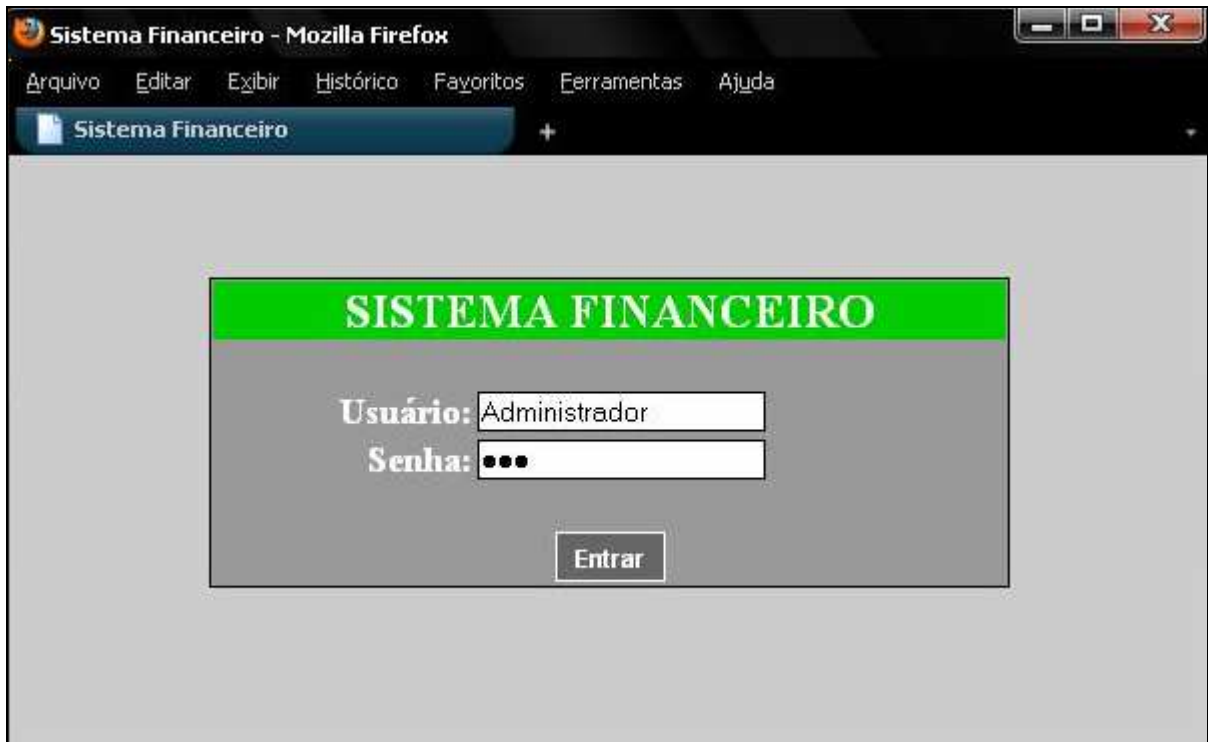 Sistema Financeiro - Mozilla Firefox
Arquivo Editar Exibir Histórico Favoritos Ferramentas Ajuda
Sistema Financeiro +
SISTEMA FINANCEIRO
Usuário: Administrador
Senha: •••
Entrar